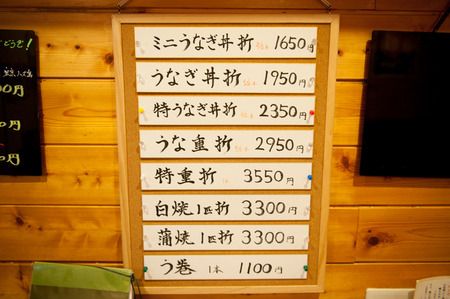 ミニうなぎ丼折 1650円
うなぎ丼折 1950円
特うなぎ丼折 2350円
うな重折 2950円
特重折 3550円
白焼1匹折 3300円
蒲焼1匹折 3300円
う巻 1本 1100円